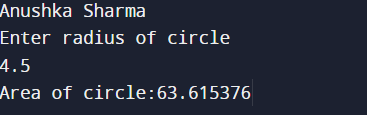 Anushka Sharma
Enter radius of circle
4.5
Area of circle:63.615376